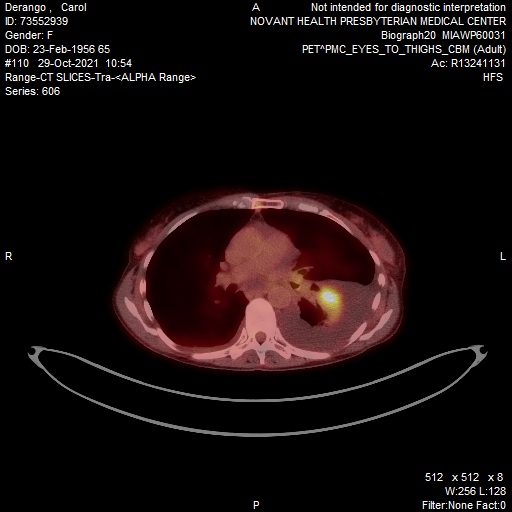 Derango ,   Carol
ID: 73552939
Gender: F
DOB: 23-Feb-1956 65
#110   29-Oct-2021   10:54
Range-CT SLICES-Tra-<ALPHA Range>
Series: 606
A
Not intended for diagnostic interpretation
NOVANT HEALTH PRESBYTERIAN MEDICAL CENTER
Biograph20  MIAWP60031
PET^PMC_EYES_TO_THIGHS_CBM (Adult)
Ac: R13241131
HFS
R
L
P
512   x 512   x 8
W:256 L:128
Filter:None Fact:0